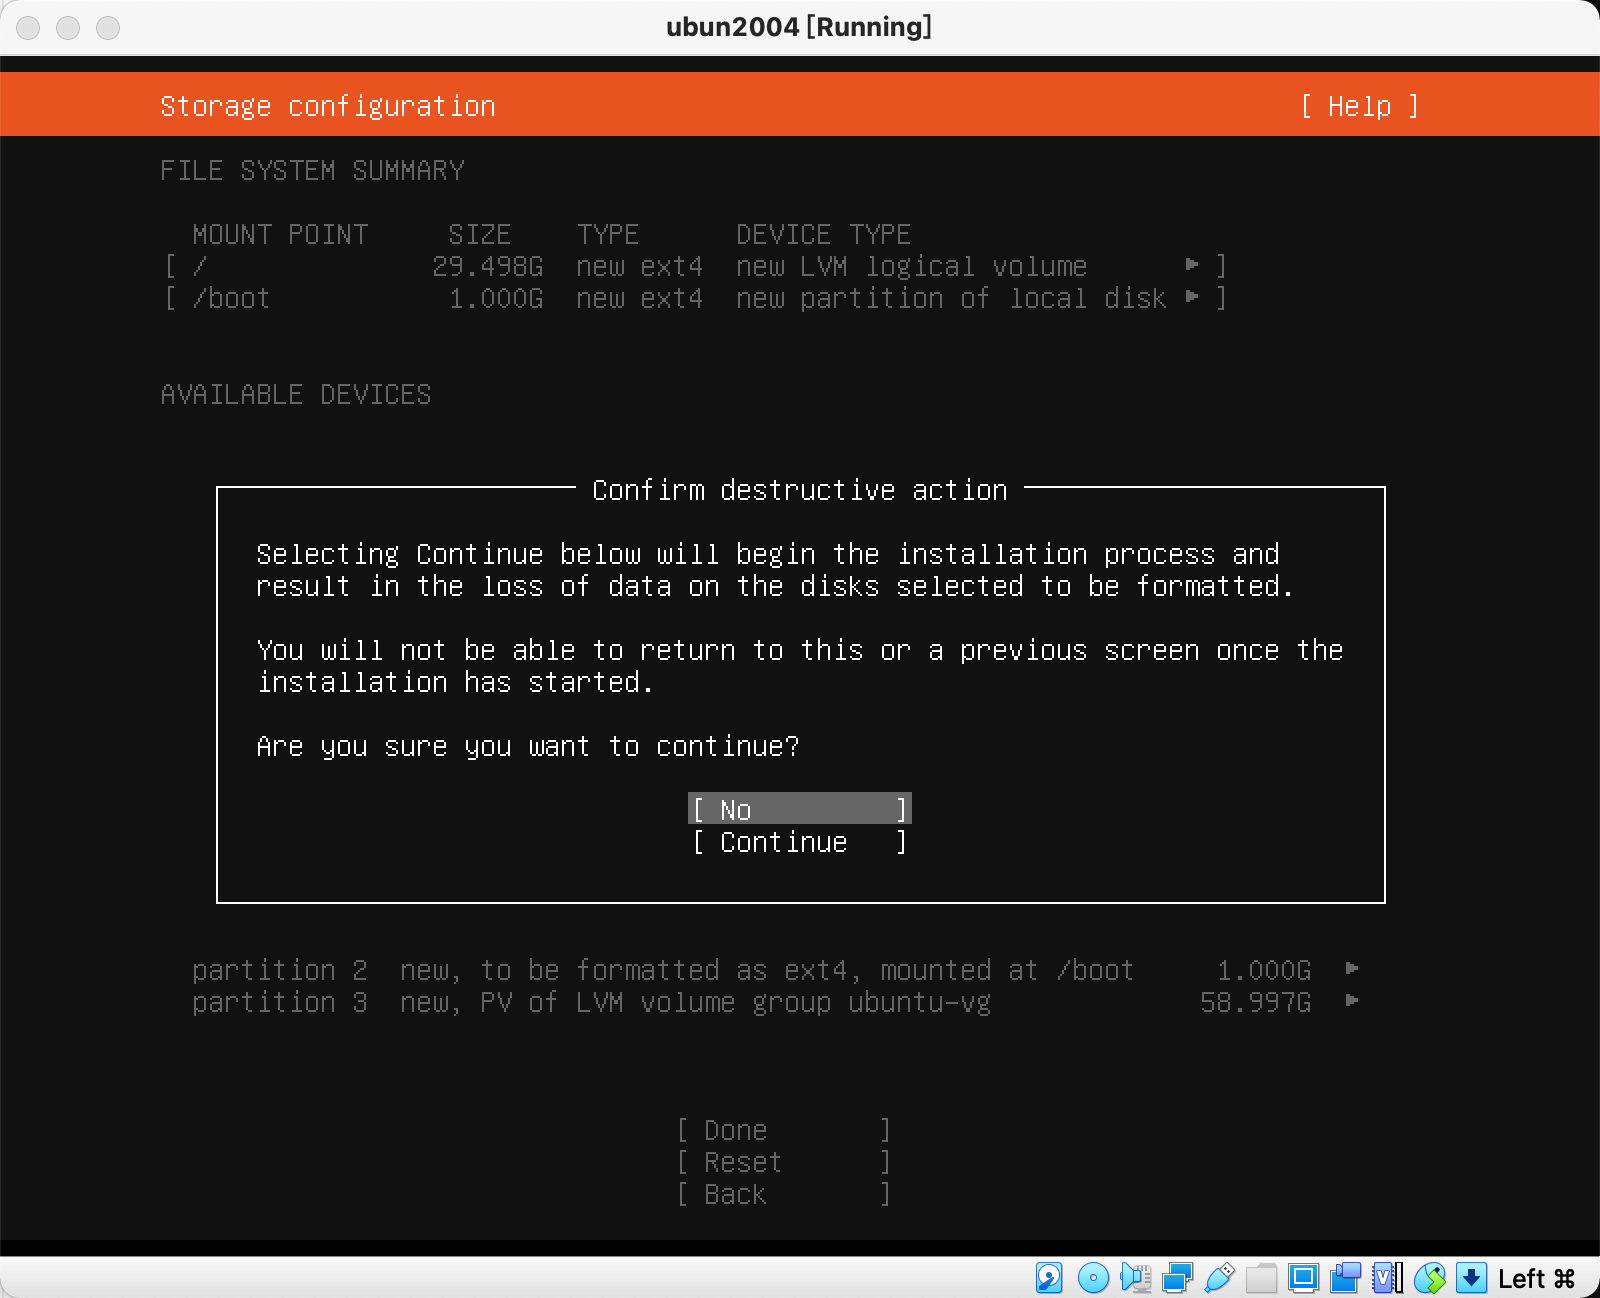 ubun2004 [Running]
Storage configuration [ Help ]
FILE SYSTEM SUMMARY
MOUNT POINT SIZE TYPE DEVICE TYPE
[ / 29.498G new ext4 new LVM logical volume ▸ ]
[ /boot 1.000G new ext4 new partition of local disk ▸ ]
AVAILABLE DEVICES
Confirm destructive action
Selecting Continue below will begin the installation process and
result in the loss of data on the disks selected to be formatted.
You will not be able to return to this or a previous screen once the
installation has started.
Are you sure you want to continue?
[ No ]
[ Continue ]
partition 2 new, to be formatted as ext4, mounted at /boot 1.000G ▸
partition 3 new, PV of LVM volume group ubuntu-vg 58.997G ▸
[ Done ]
[ Reset ]
[ Back ]
Left ⌘